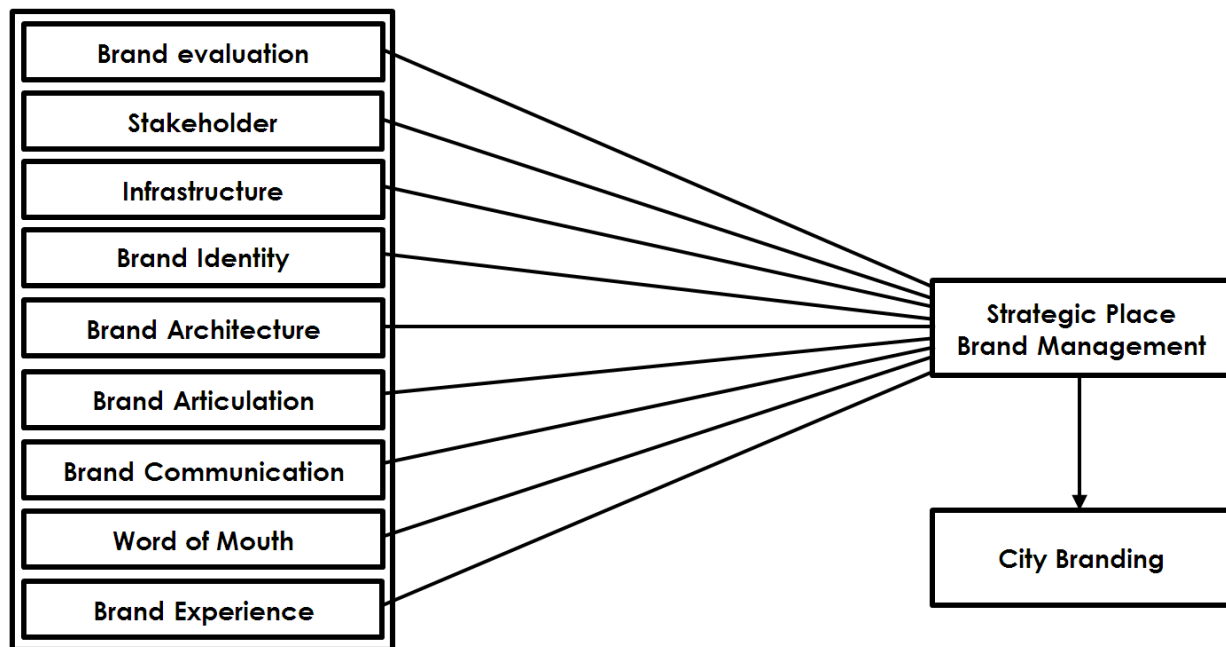 Brand evaluation
Stakeholder
Infrastructure
Brand Identity
Brand Architecture
Brand Articulation
Brand Communication
Word of Mouth
Brand Experience
Strategic Place
Brand Management
City Branding